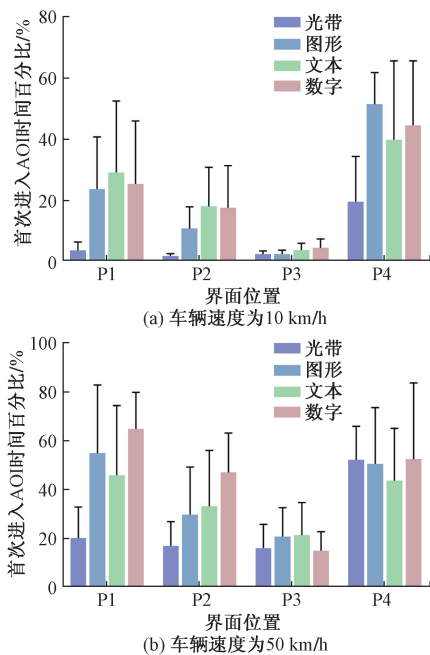 首次进入AOI时间百分比/%
80
60
40
20
0
光带
图形
文本
数字
P1 P2 P3 P4
界面位置
(a) 车辆速度为10 km/h
首次进入AOI时间百分比/%
100
80
60
40
20
0
光带
图形
文本
数字
P1 P2 P3 P4
界面位置
(b) 车辆速度为50 km/h